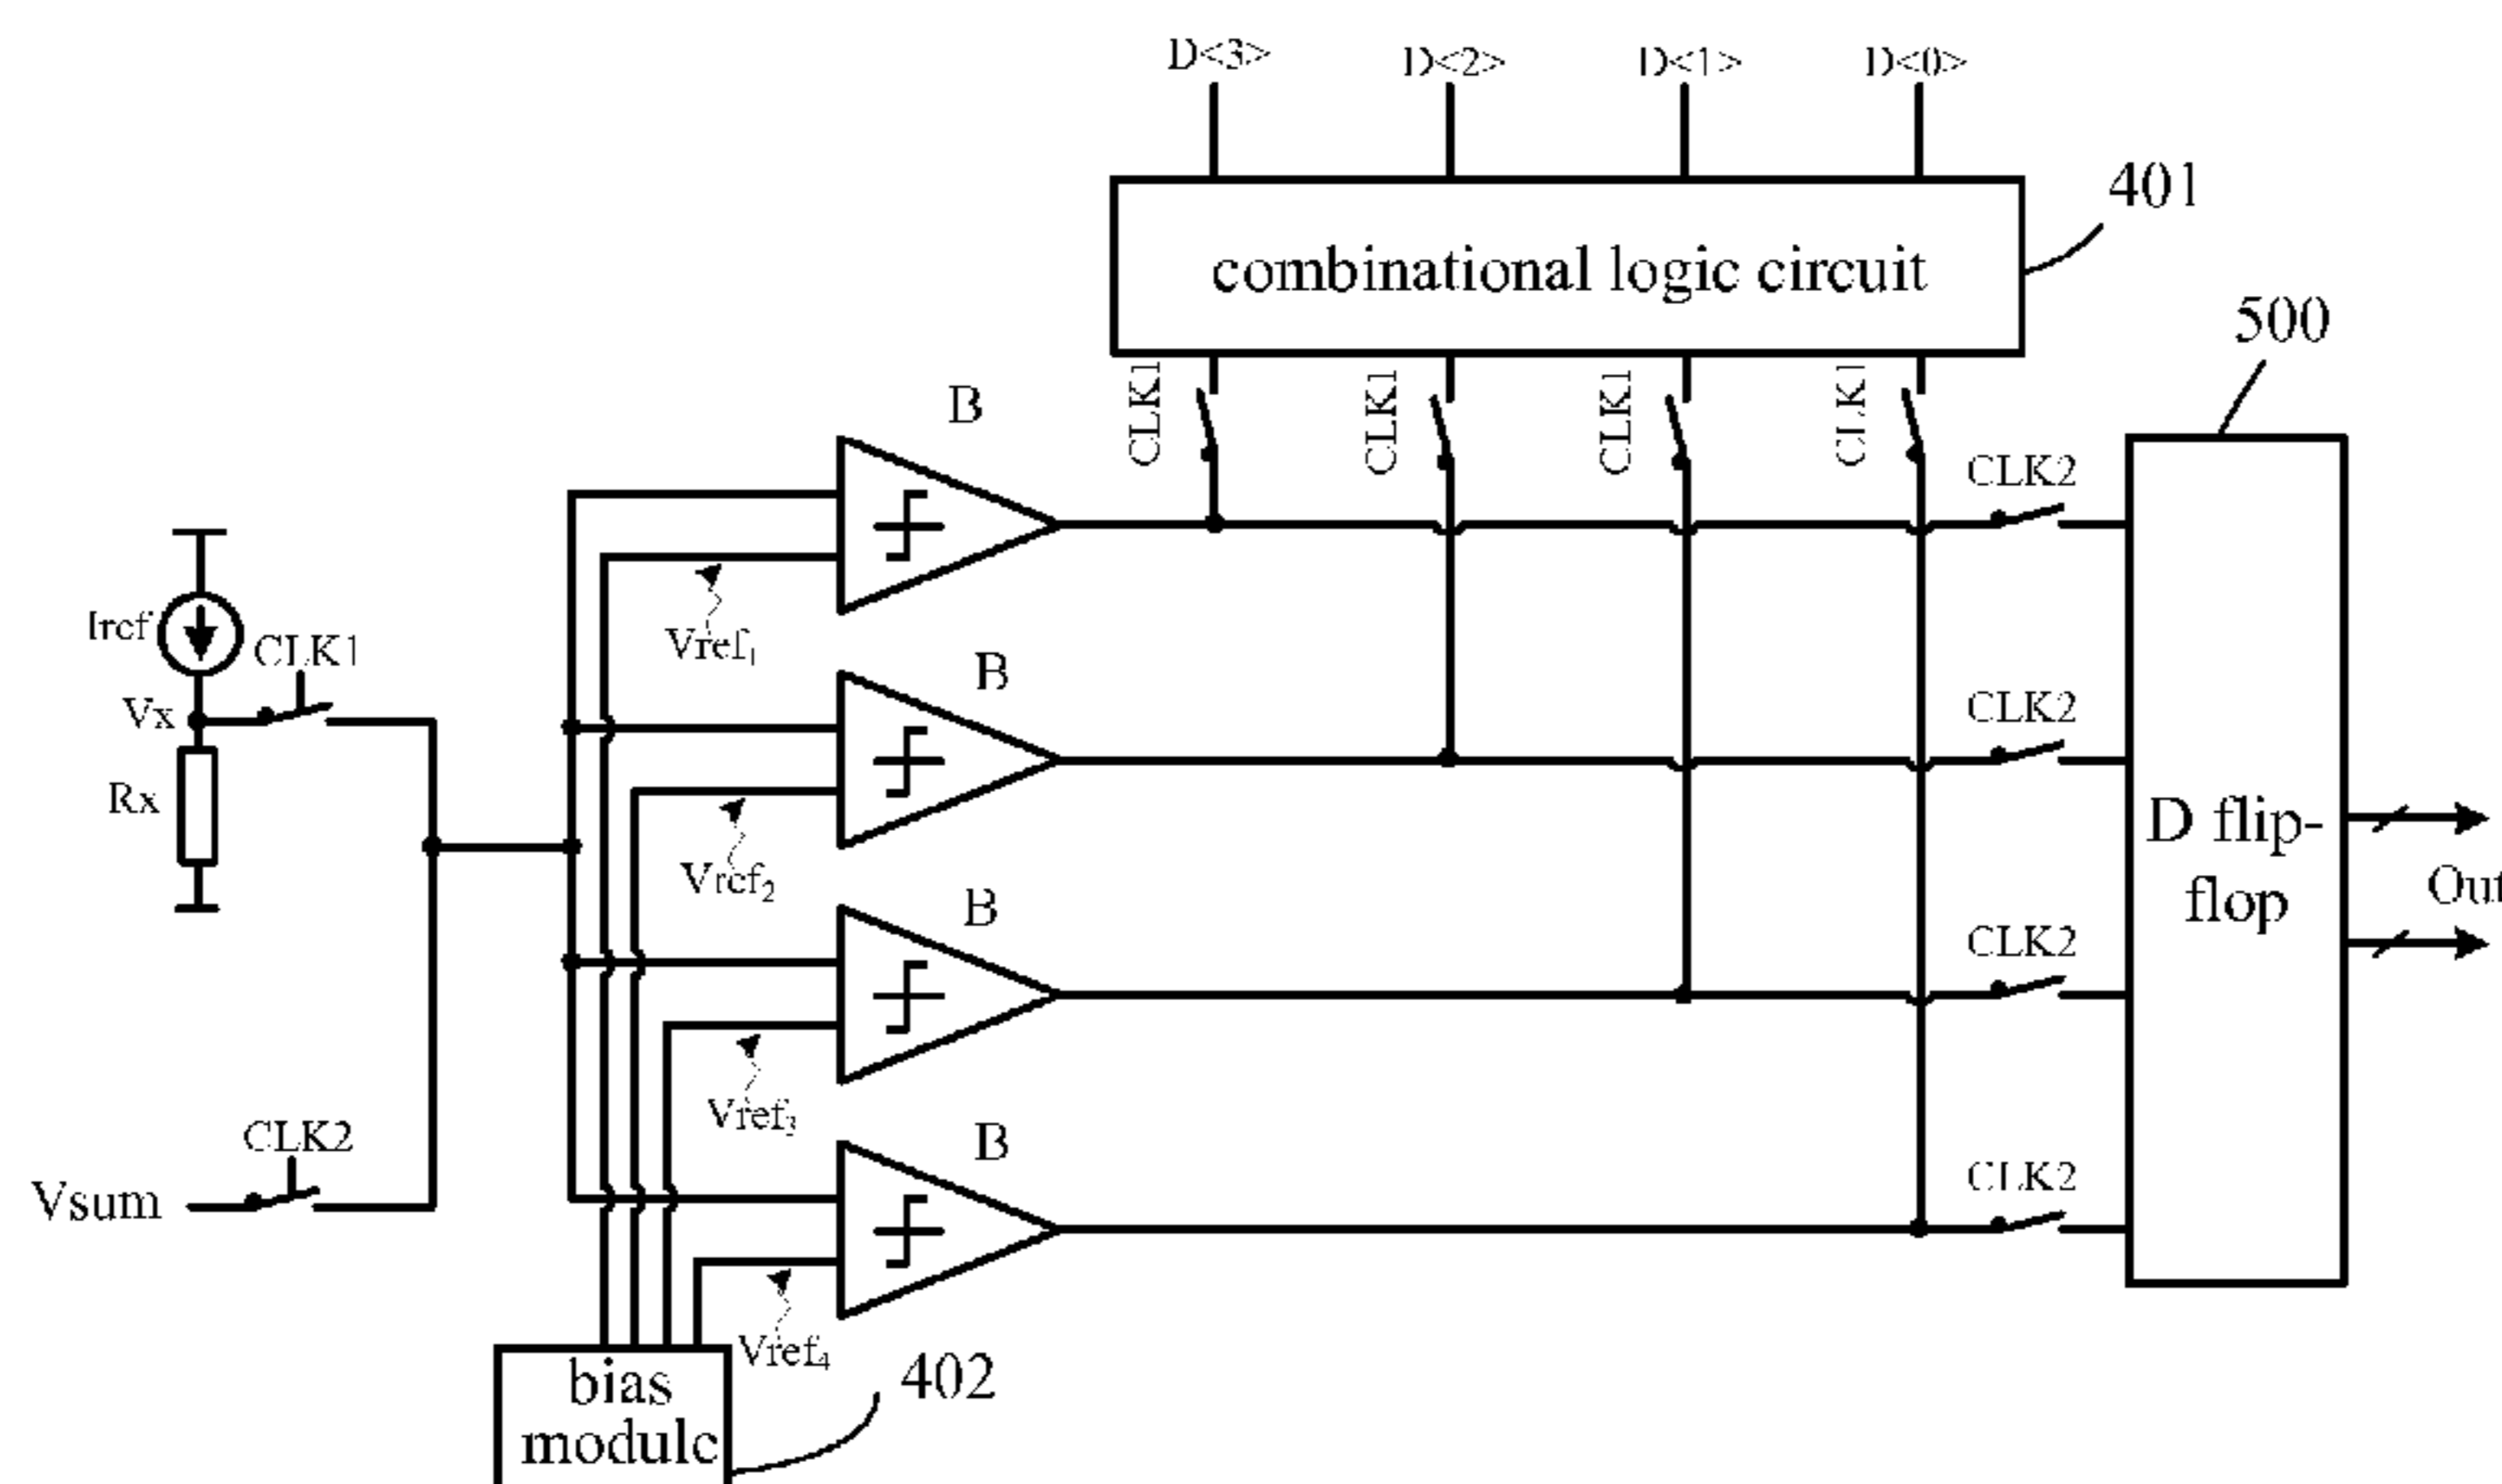 D<3> D<2> D<1> D<0>
401
combinational logic circuit
500
CLK1 CLK1 CLK1 CLK1
B
CLK2
Iref
CLK1
Vref1
B
Vx
CLK2
Rx
D flip-
flop
Vref2
Out
B
CLK2
Vref3
CLK2
B
CLK2
Vsum
Vref4
402
bias
module